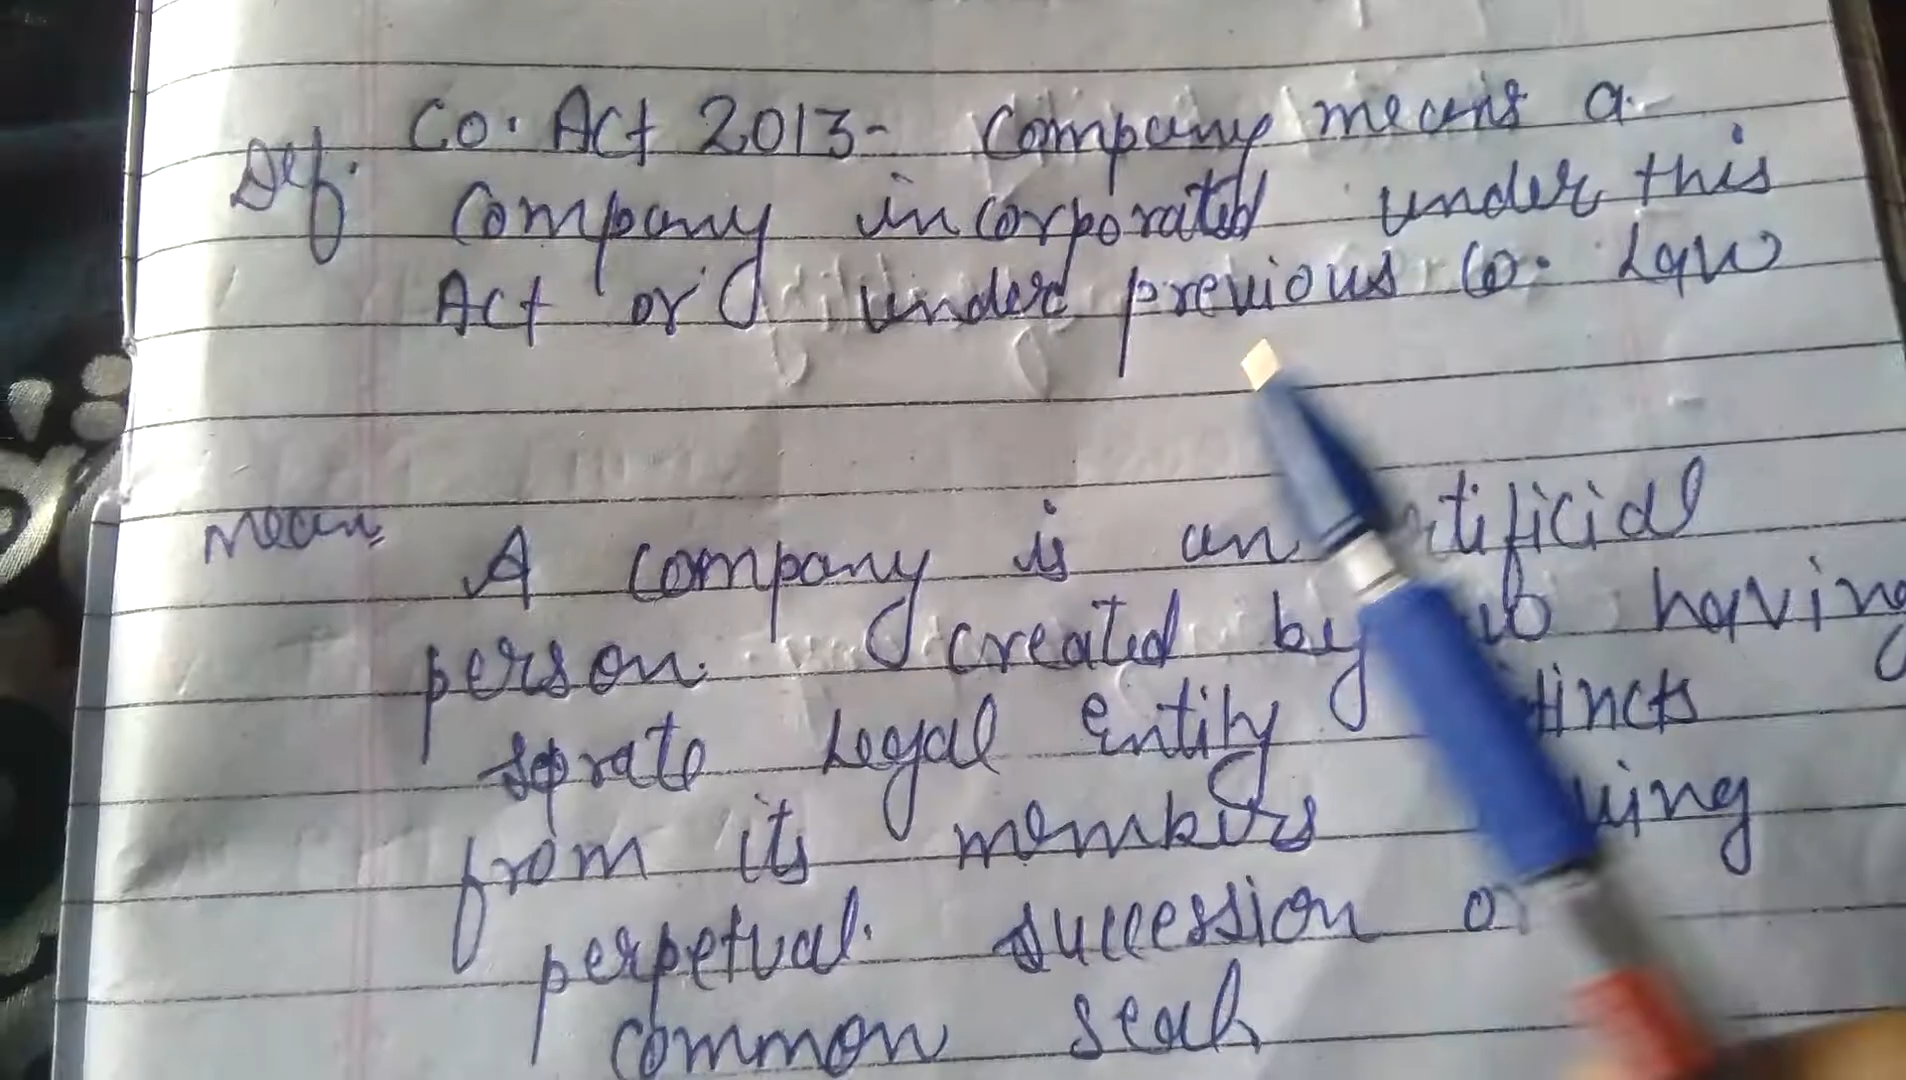 Co. Act 2013- Company means a
Def. Company incorporated under this
Act or under previous Co. Law
Mean, A company is an
person. created by having
seprate Legal Entity
from its members
perpetual. succession
common seal